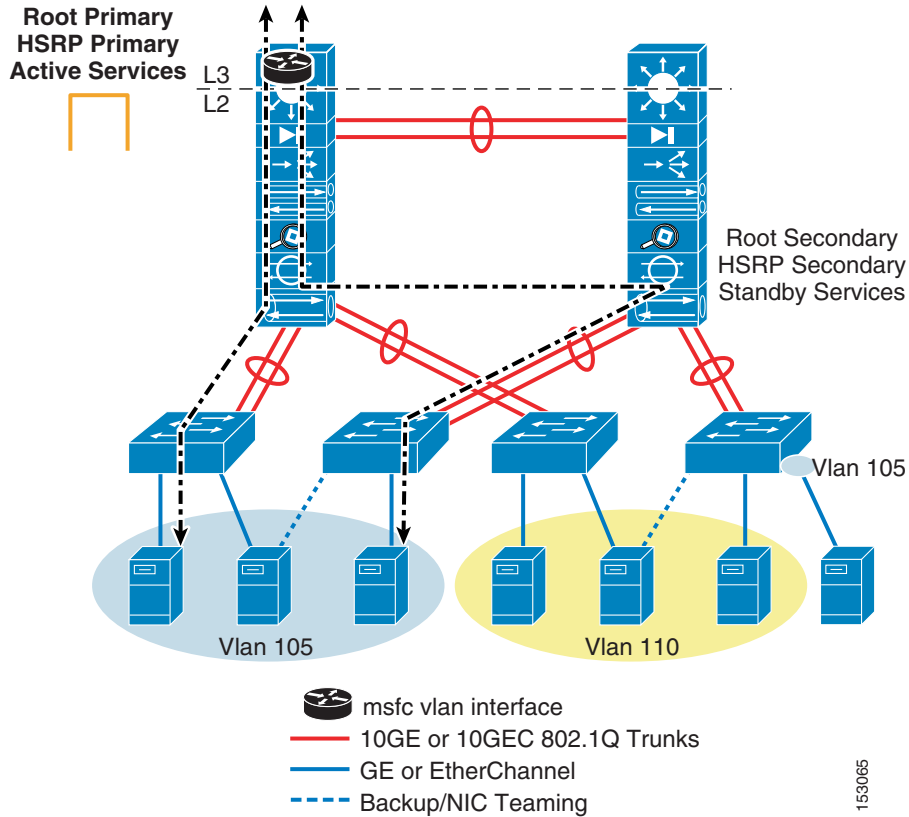 Root Primary
HSRP Primary
Active Services
L3
L2
Root Secondary
HSRP Secondary
Standby Services
Vlan 105
Vlan 105
Vlan 110
msfc vlan interface
10GE or 10GEC 802.1Q Trunks
GE or EtherChannel
Backup/NIC Teaming
153065